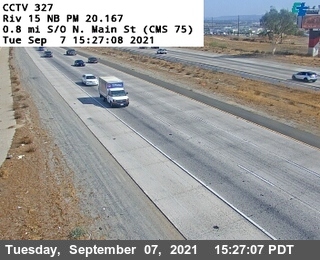 CCTV 327
Riv 15 NB PM 20.167
0.8 mi S/O N. Main St (CMS 75)
Tue Sep  7 15:27:08 2021
Tuesday, September 07, 2021  15:27:07 PDT